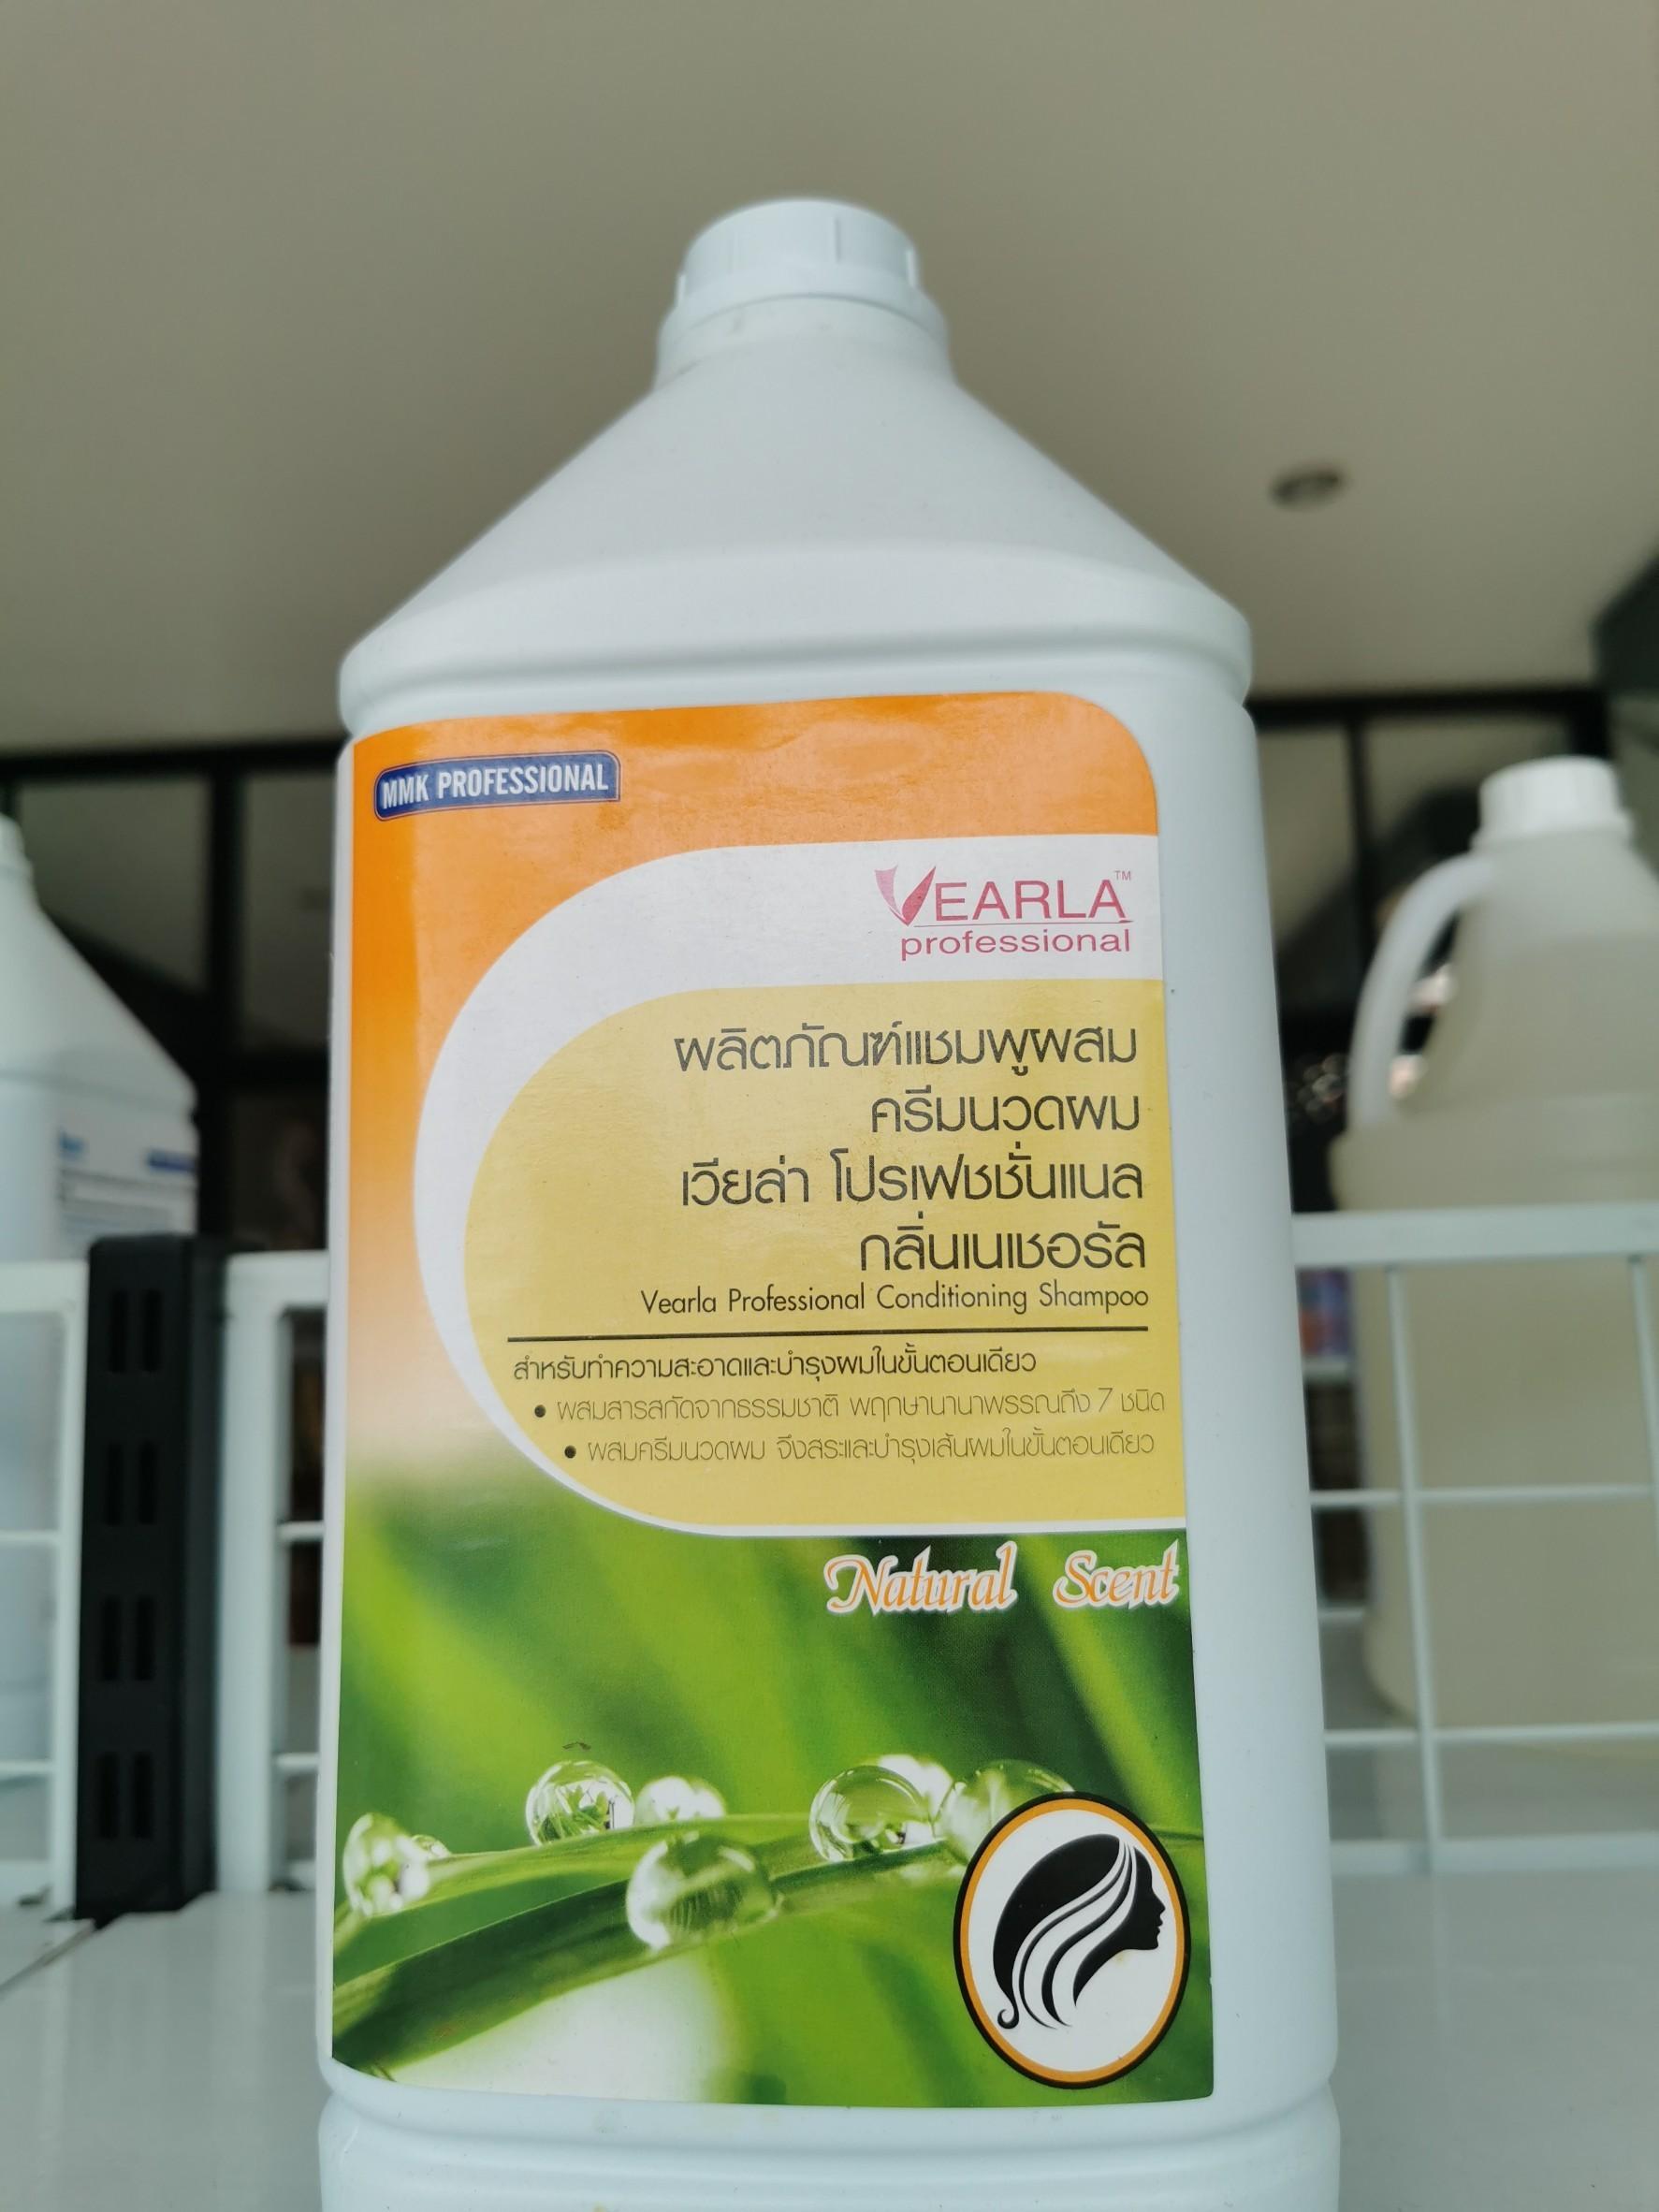 MMK PROFESSIONAL
VEARLA™
professional
ผลิตภัณฑ์แชมพูผสม
ครีมนวดผม
เวียล่า โปรเฟชชั่นแนล
กลิ่นเนเชอรัล
Vearla Professional Conditioning Shampoo
สำหรับทำความสะอาดและบำรุงผมในขั้นตอนเดียว
• ผสมสารสกัดจากธรรมชาติ พฤกษานานาพรรณถึง 7 ชนิด
• ผสมครีมนวดผม จึงสระและบำรุงเส้นผมในขั้นตอนเดียว
Natural Scent